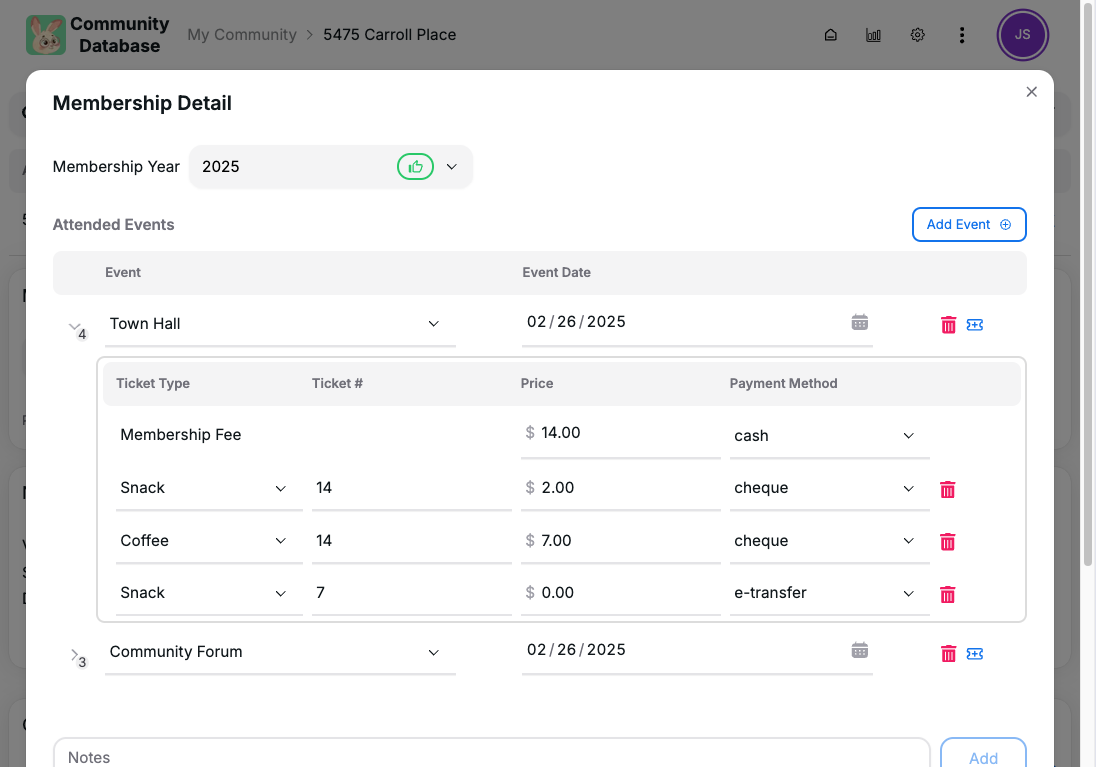 Community
Database
My Community > 5475 Carroll Place
JS
Membership Detail
Membership Year 2025
Attended Events
Add Event
Event Event Date
4 Town Hall 02/26/2025
Ticket Type Ticket # Price Payment Method
Membership Fee $ 14.00 cash
Snack 14 $ 2.00 cheque
Coffee 14 $ 7.00 cheque
Snack 7 $ 0.00 e-transfer
3 Community Forum 02/26/2025
Notes
Add